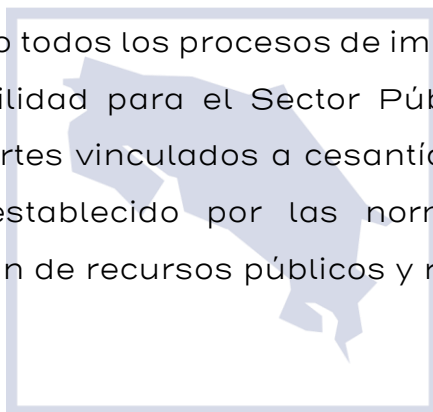 todos los procesos de im
ilidad para el Sector Púb
rtes vinculados a cesantía
establecido por las norm
n de recursos públicos y